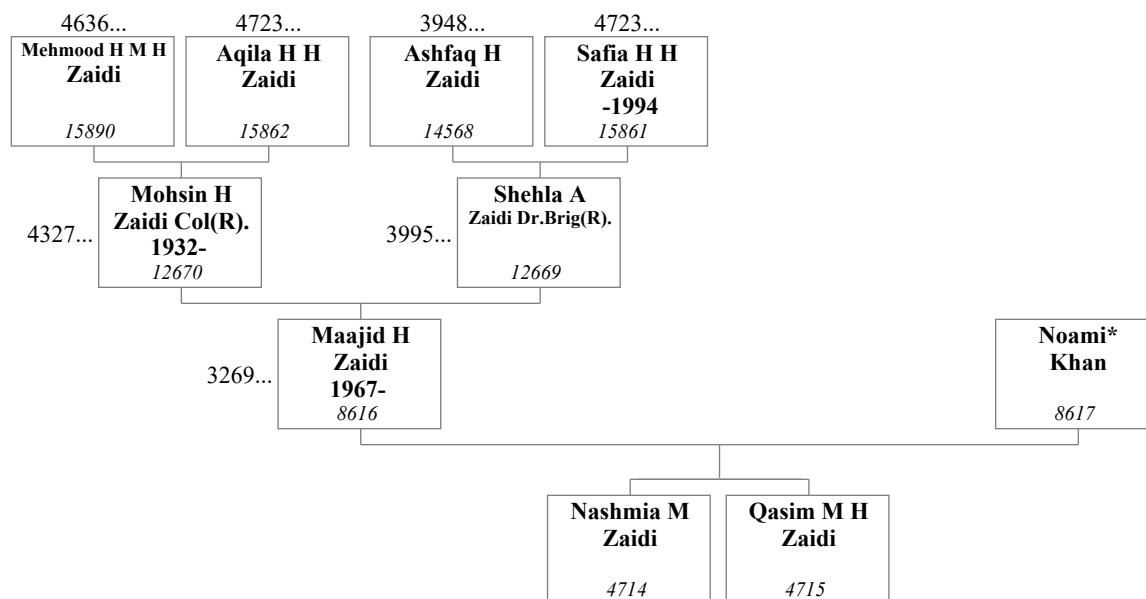 4636...
4723...
3948...
4723...
Mehmood H M H
Zaidi
15890
Aqila H H
Zaidi
15862
Ashfaq H
Zaidi
14568
Safia H H
Zaidi
-1994
15861
4327...
Mohsin H
Zaidi Col(R).
1932-
12670
3995...
Shehla A
Zaidi Dr.Brig(R).
12669
3269...
Maajid H
Zaidi
1967-
8616
Noami*
Khan
8617
Nashmia M
Zaidi
4714
Qasim M H
Zaidi
4715